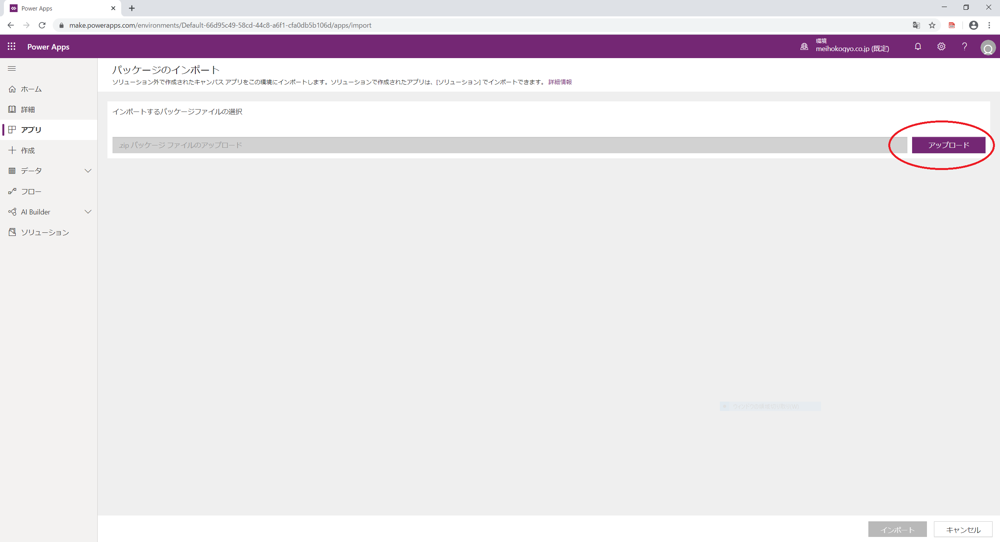 Power Apps
make.powerapps.com/environments/Default-66d95c49-58cd-44c8-a6f1-cfa0db5b106d/apps/import
Power Apps
環境
meihokogyo.co.jp (既定)
パッケージのインポート
ソリューション外で作成されたキャンバス アプリをこの環境にインポートします。ソリューションで作成されたアプリは、[ソリューション] でインポートできます。 詳細情報
ホーム
詳細
アプリ
作成
データ
フロー
AI Builder
ソリューション
インポートするパッケージファイルの選択
.zip パッケージ ファイルのアップロード
アップロード
ウィンドウの領域切り取り(W)
インポート
キャンセル